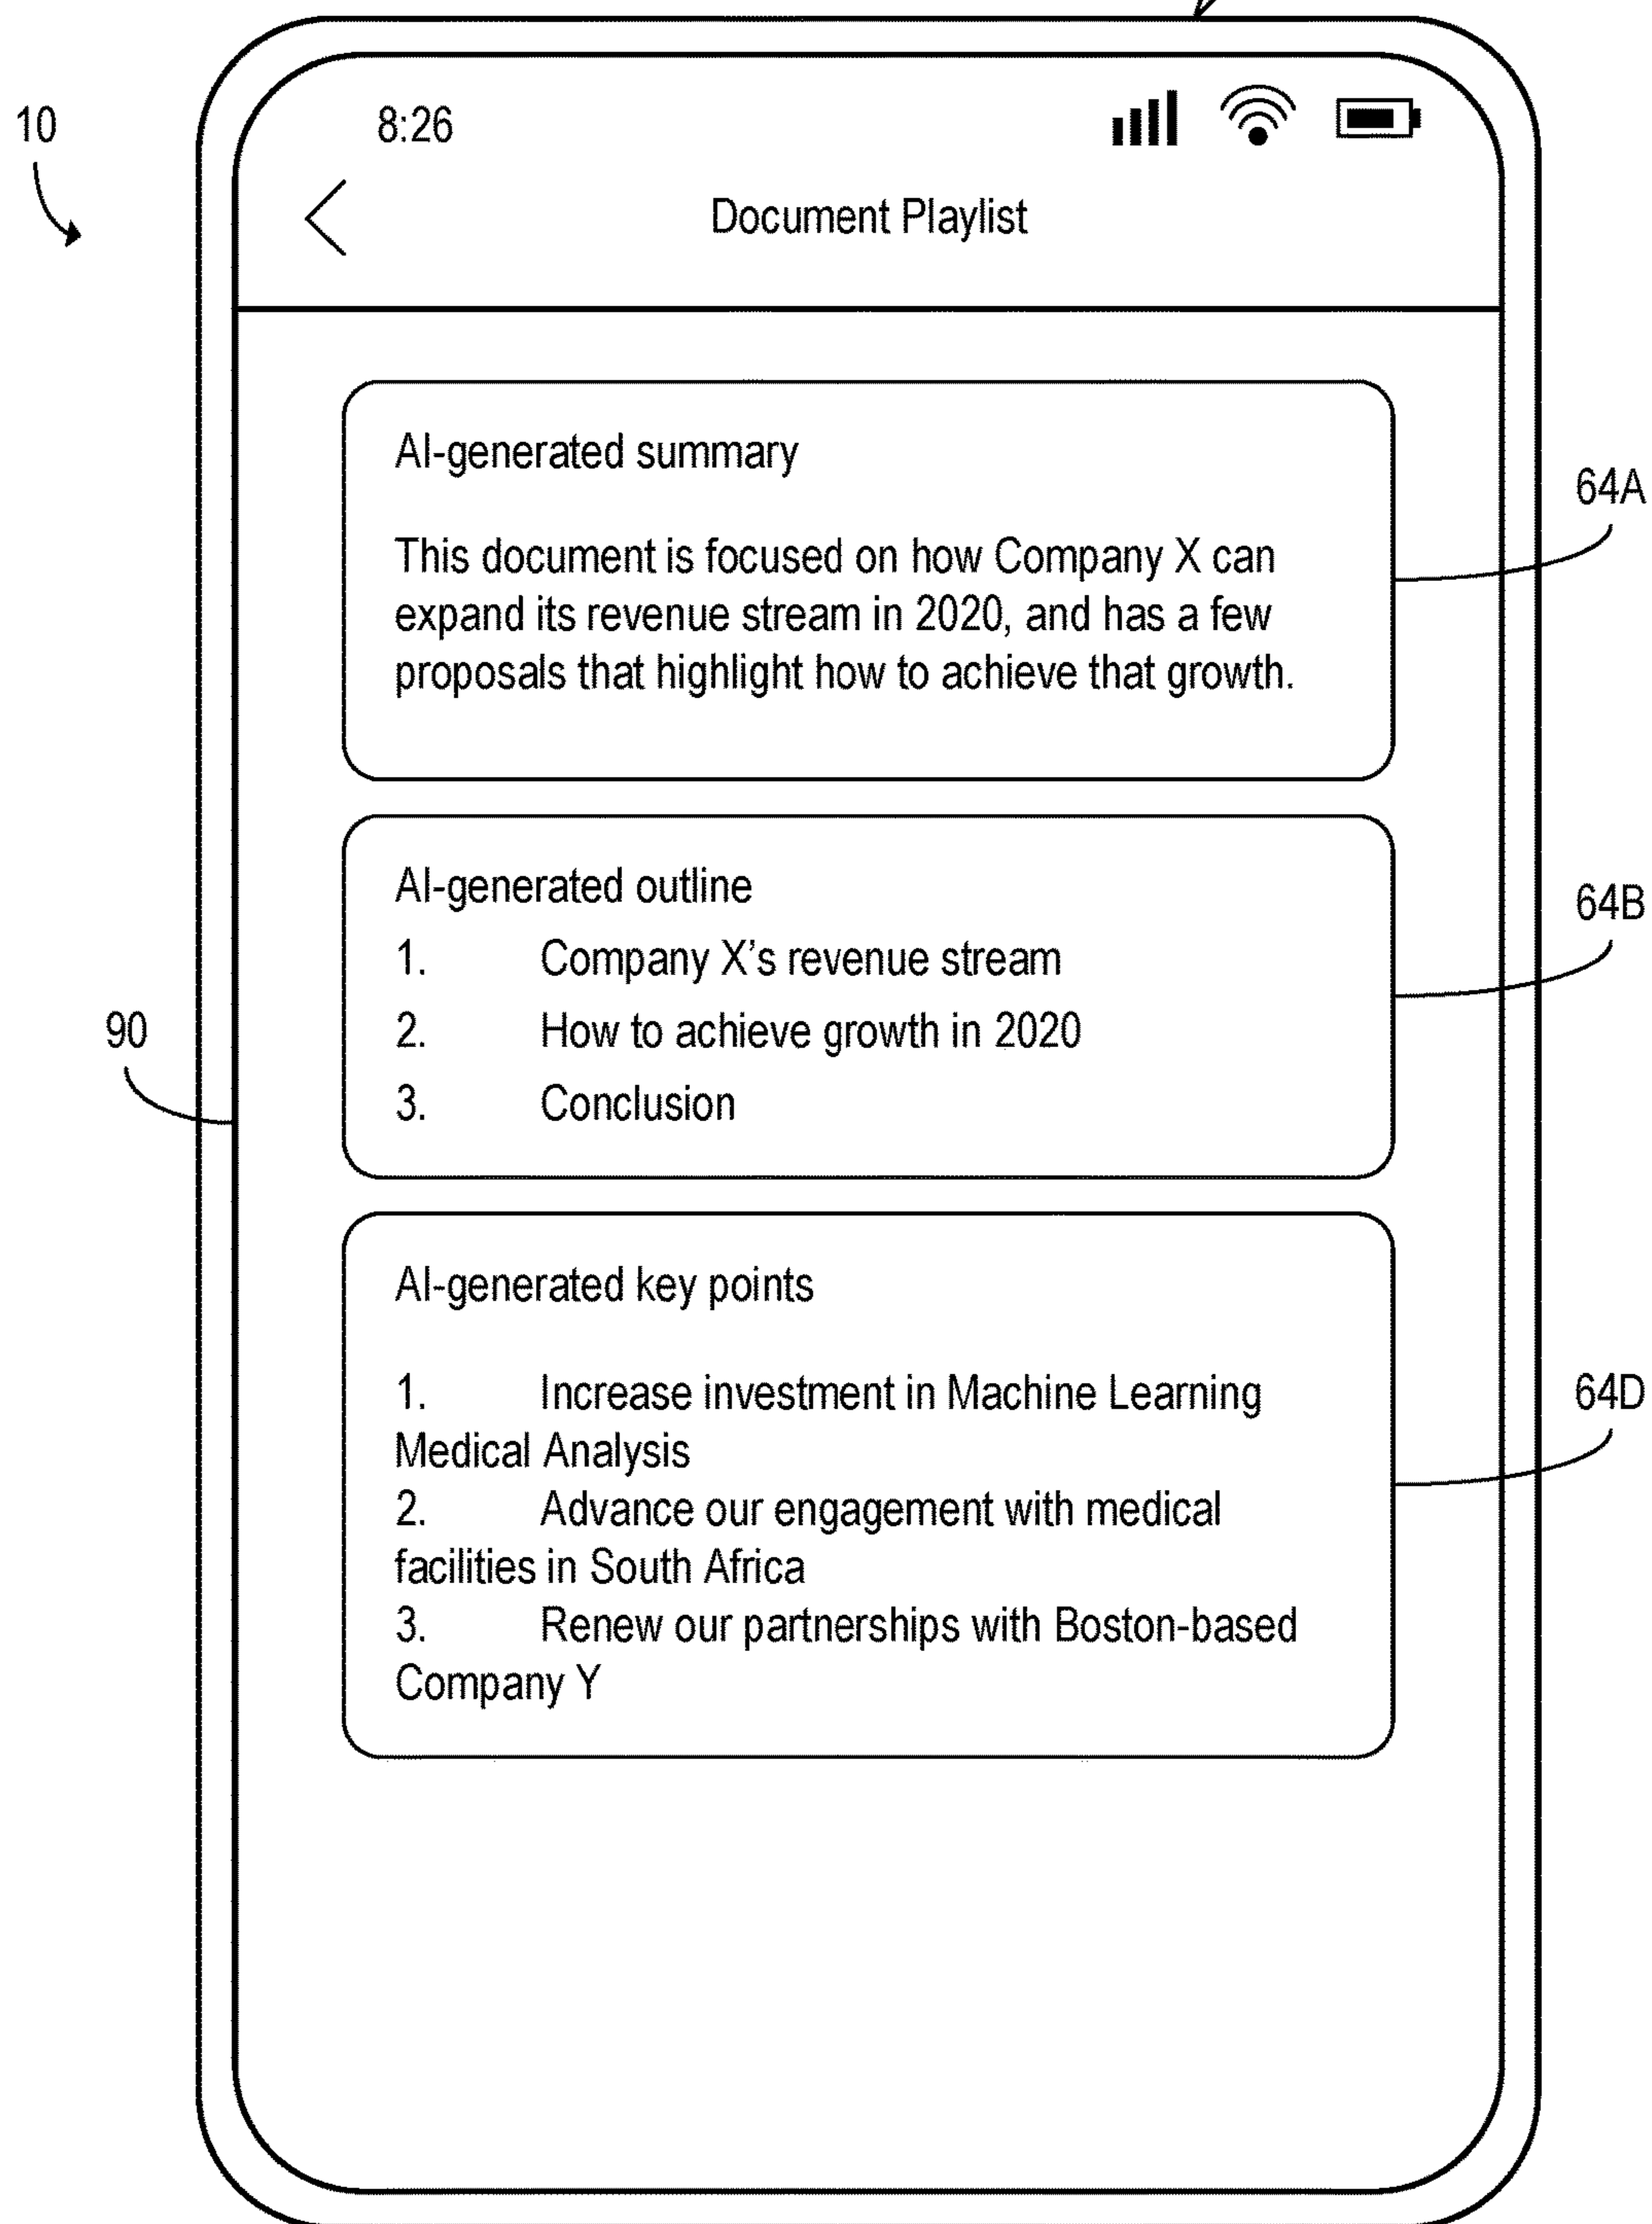 10
8:26
Document Playlist
AI-generated summary
64A
This document is focused on how Company X can
expand its revenue stream in 2020, and has a few
proposals that highlight how to achieve that growth.
AI-generated outline
64B
1. Company X's revenue stream
2. How to achieve growth in 2020
90
3. Conclusion
AI-generated key points
1. Increase investment in Machine Learning
64D
Medical Analysis
2. Advance our engagement with medical
facilities in South Africa
3. Renew our partnerships with Boston-based
Company Y